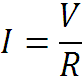 I = V/R